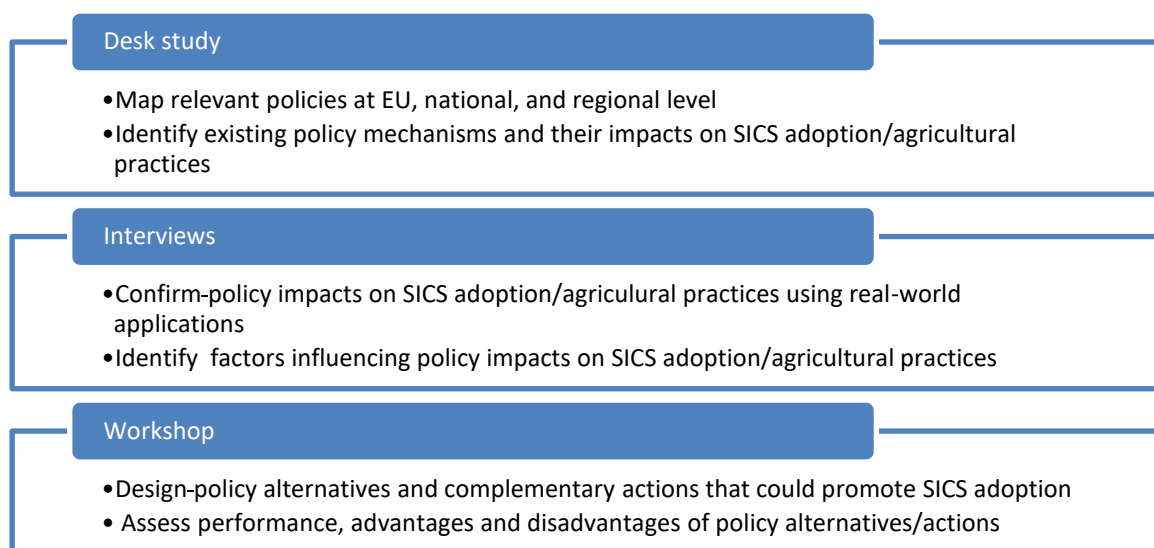 Desk study
•Map relevant policies at EU, national, and regional level
•Identify existing policy mechanisms and their impacts on SICS adoption/agricultural
practices
Interviews
•Confirm-policy impacts on SICS adoption/agriculural practices using real-world
applications
•Identify  factors influencing policy impacts on SICS adoption/agricultural practices
Workshop
•Design-policy alternatives and complementary actions that could promote SICS adoption
• Assess performance, advantages and disadvantages of policy alternatives/actions